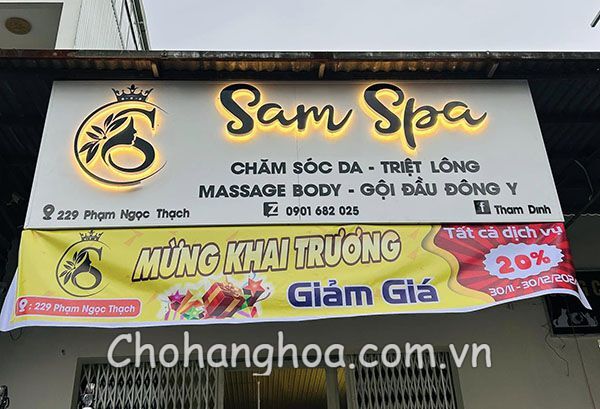 Sam Spa
CHĂM SÓC DA - TRIỆT LÔNG
MASSAGE BODY - GỘI ĐẦU ĐÔNG Y
229 Phạm Ngọc Thạch
Z 0901 682 025
f Tham Dinh
MỪNG KHAI TRƯƠNG
Giảm Giá
Tất cả dịch vụ
20%
30/11 - 30/12/202
: 229 Phạm Ngọc Thạch
Chohanghoa.com.vn